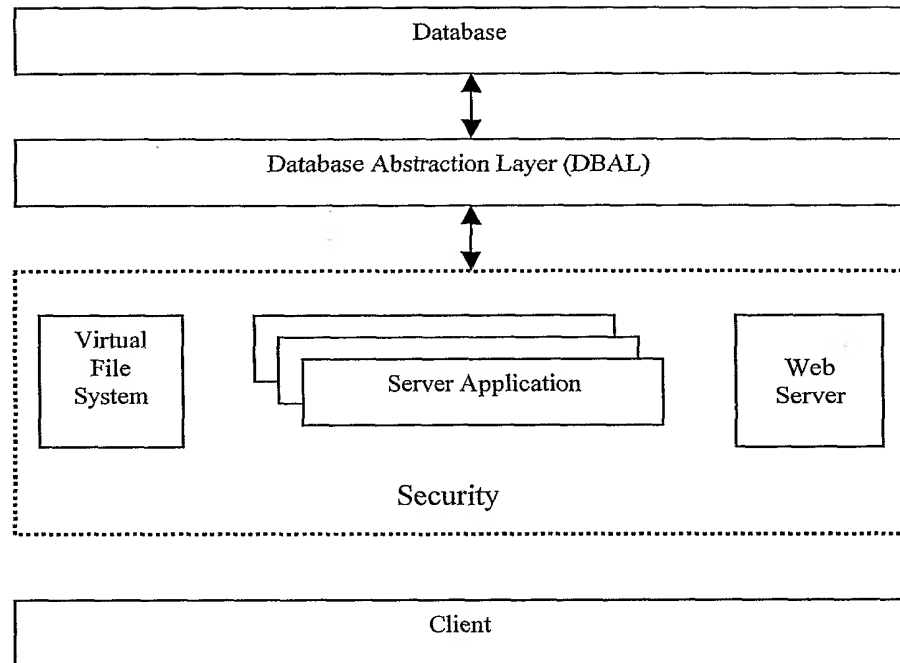 Database
Database Abstraction Layer (DBAL)
Virtual
File
System
Server Application
Web
Server
Security
Client